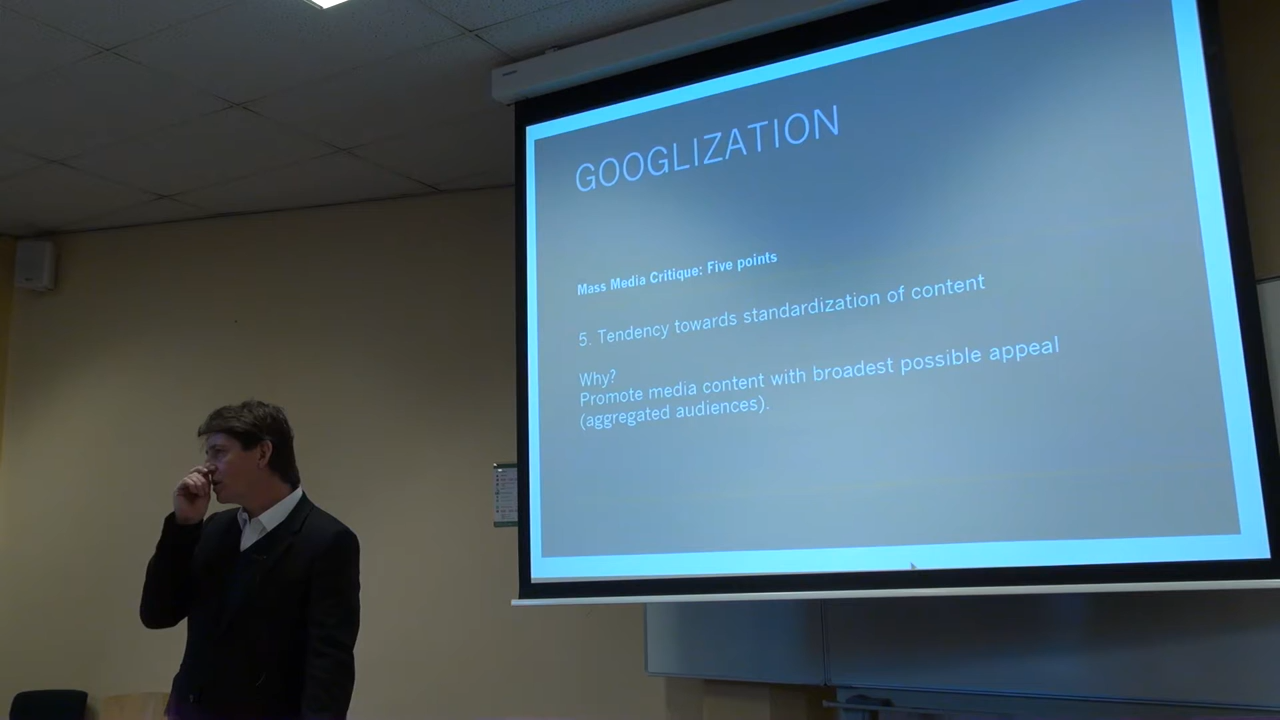 GOOGLIZATION
Mass Media Critique: Five points
5. Tendency towards standardization of content
Why?
Promote media content with broadest possible appeal
(aggregated audiences).